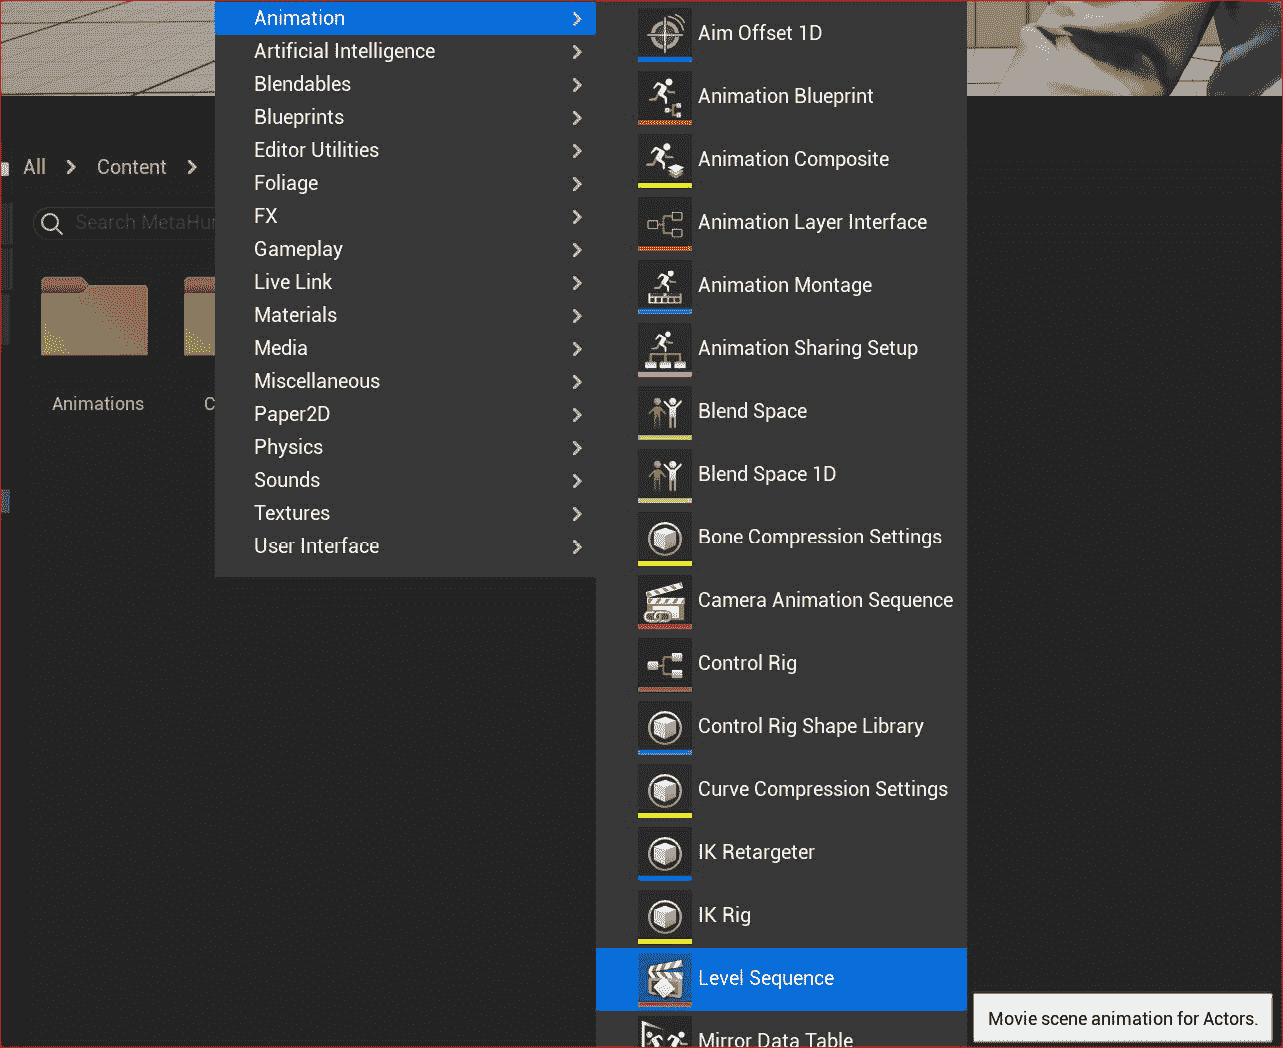 Animation
Artificial Intelligence
Blendables
Blueprints
Editor Utilities
Foliage
FX
Gameplay
Live Link
Materials
Media
Miscellaneous
Paper2D
Physics
Sounds
Textures
User Interface
All
Content
Search MetaHu
Animations
C
Aim Offset 1D
Animation Blueprint
Animation Composite
Animation Layer Interface
Animation Montage
Animation Sharing Setup
Blend Space
Blend Space 1D
Bone Compression Settings
Camera Animation Sequence
Control Rig
Control Rig Shape Library
Curve Compression Settings
IK Retargeter
IK Rig
Level Sequence
Mirror Data Table
Movie scene animation for Actors.